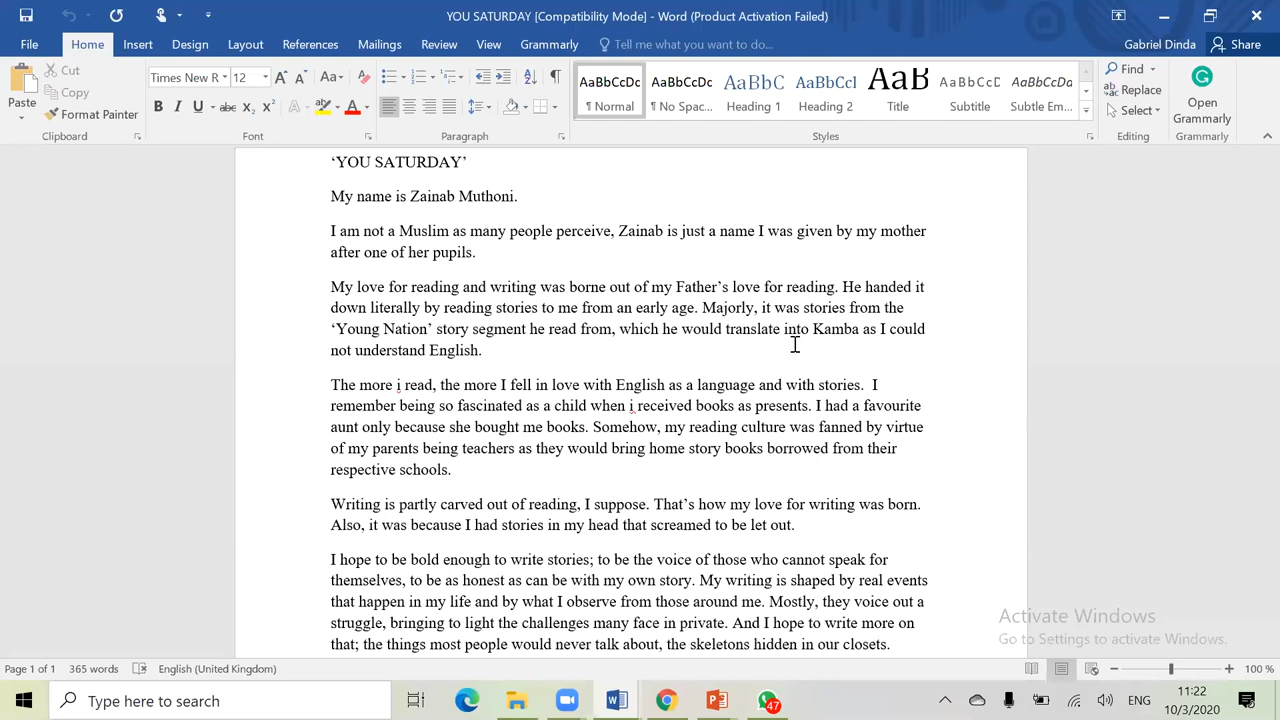 YOU SATURDAY [Compatibility Mode] - Word (Product Activation Failed)
File Home Insert Design Layout References Mailings Review View Grammarly Tell me what you want to do... Gabriel Dinda Share
Paste Cut Copy Format Painter
Times New R 12
AaBbCcDc AaBbCcDc AaBbC AaBbCcI AaB AaBbCcD AaBbCcDc
¶ Normal ¶ No Spac... Heading 1 Heading 2 Title Subtitle Subtle Em...
Find Replace Select
Open Grammarly
Clipboard Font Paragraph Styles Editing Grammarly
‘YOU SATURDAY’
My name is Zainab Muthoni.
I am not a Muslim as many people perceive, Zainab is just a name I was given by my mother
after one of her pupils.
My love for reading and writing was borne out of my Father’s love for reading. He handed it
down literally by reading stories to me from an early age. Majorly, it was stories from the
‘Young Nation’ story segment he read from, which he would translate into Kamba as I could
not understand English.
The more i read, the more I fell in love with English as a language and with stories.  I
remember being so fascinated as a child when i received books as presents. I had a favourite
aunt only because she bought me books. Somehow, my reading culture was fanned by virtue
of my parents being teachers as they would bring home story books borrowed from their
respective schools.
Writing is partly carved out of reading, I suppose. That’s how my love for writing was born.
Also, it was because I had stories in my head that screamed to be let out.
I hope to be bold enough to write stories; to be the voice of those who cannot speak for
themselves, to be as honest as can be with my own story. My writing is shaped by real events
that happen in my life and by what I observe from those around me. Mostly, they voice out a
struggle, bringing to light the challenges many face in private. And I hope to write more on
that; the things most people would never talk about, the skeletons hidden in our closets.
Activate Windows
Go to Settings to activate Windows.
Page 1 of 1 365 words English (United Kingdom) 100 %
Type here to search
47
ENG
11:22
10/3/2020